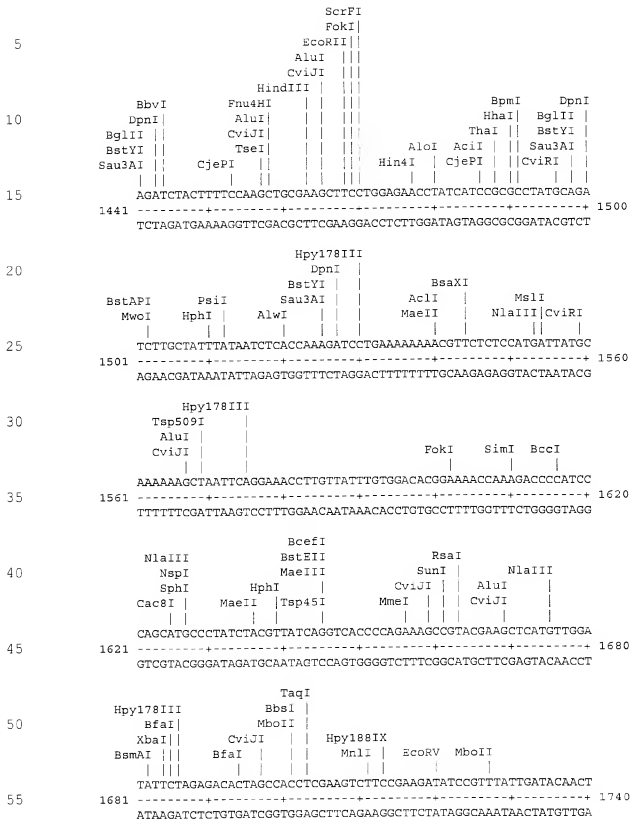 ScrFI
FokI
5
EcoRII
AluI
CviJI
HindIII
BbvI Fnu4HI BpmI DpnI
10 DpnI AluI HhaI BglII
BglII CviJI ThaI BstYI
BstYI TseI AloI AciI Sau3AI
Sau3AI CjePI Hin4I CjePI CviRI
15 AGATCTACTTTTCCAAGCTGCGAAGCTTCCTGGAGAACCTATCATCCGCGCCTATGCAGA
1441 ---------+---------+---------+---------+---------+---------+ 1500
TCTAGATGAAAAGGTTCGACGCTTCGAAGGACCTCTTGGATAGTAGGCGCGGATACGTCT
Hpy178III
20 DpnI
BstYI BsaXI
BstAPI PsiI Sau3AI AclI MslI
MwoI HphI AlwI MaeII NlaIII CviRI
25 TCTTGCTATTTATAATCTCACCAAAGATCCTGAAAAAAAACGTTCTCTCCATGATTATGC
1501 ---------+---------+---------+---------+---------+---------+ 1560
AGAACGATAAATATTAGAGTGGTTTCTAGGACTTTTTTTTGCAAGAGAGGTACTAATACG
Hpy178III
30 Tsp509I
AluI
CviJI FokI SimI BccI
AAAAAAGCTAATTCAGGAAACCTTGTTATTTGTGGACACGGAAAACCAAAGACCCCATCC
35 1561 ---------+---------+---------+---------+---------+---------+ 1620
TTTTTTCGATTAAGTCCTTTGGAACAATAAACACCTGTGCCTTTTGGTTTCTGGGGTAGG
BcefI
NlaIII BstEII RsaI
40 NspI MaeIII SunI NlaIII
SphI HphI CviJI AluI
Cac8I MaeII Tsp45I MmeI CviJI
CAGCATGCCCTATCTACGTTATCAGGTCACCCCAGAAAGCCGTACGAAGCTCATGTTGGA
45 1621 ---------+---------+---------+---------+---------+---------+ 1680
GTCGTACGGGATAGATGCAATAGTCCAGTGGGGTCTTTCGGCATGCTTCGAGTACAACCT
TaqI
50 Hpy178III BbsI
BfaI MboII
XbaI CviJI Hpy188IX
BsmAI BfaI MnlI EcoRV MboII
TATTCTAGAGACACTAGCCACCTCGAAGTCTTCCGAAGATATCCGTTTATTGATACAACT
55 1681 ---------+---------+---------+---------+---------+---------+ 1740
ATAAGATCTCTGTGATCGGTGGAGCTTCAGAAGGCTTCTATAGGCAAATAACTATGTTGA